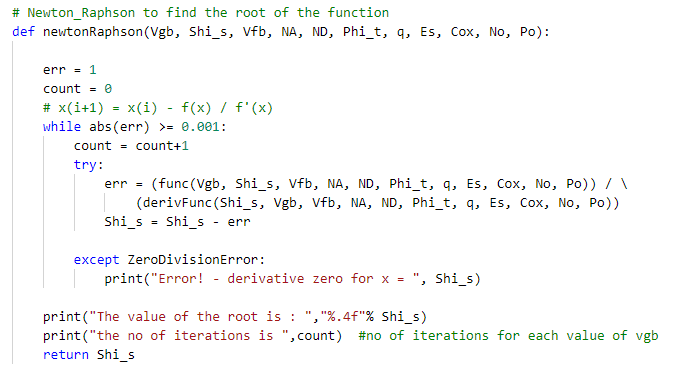 # Newton_Raphson to find the root of the function
def newtonRaphson(Vgb, Shi_s, Vfb, NA, ND, Phi_t, q, Es, Cox, No, Po):
    err = 1
    count = 0
    # x(i+1) = x(i) - f(x) / f'(x)
    while abs(err) >= 0.001:
        count = count+1
        try:
            err = (func(Vgb, Shi_s, Vfb, NA, ND, Phi_t, q, Es, Cox, No, Po)) / \
                (derivFunc(Shi_s, Vgb, Vfb, NA, ND, Phi_t, q, Es, Cox, No, Po))
            Shi_s = Shi_s - err
        except ZeroDivisionError:
            print("Error! - derivative zero for x = ", Shi_s)
    print("The value of the root is : ","%.4f"% Shi_s)
    print("the no of iterations is ",count)  #no of iterations for each value of vgb
    return Shi_s